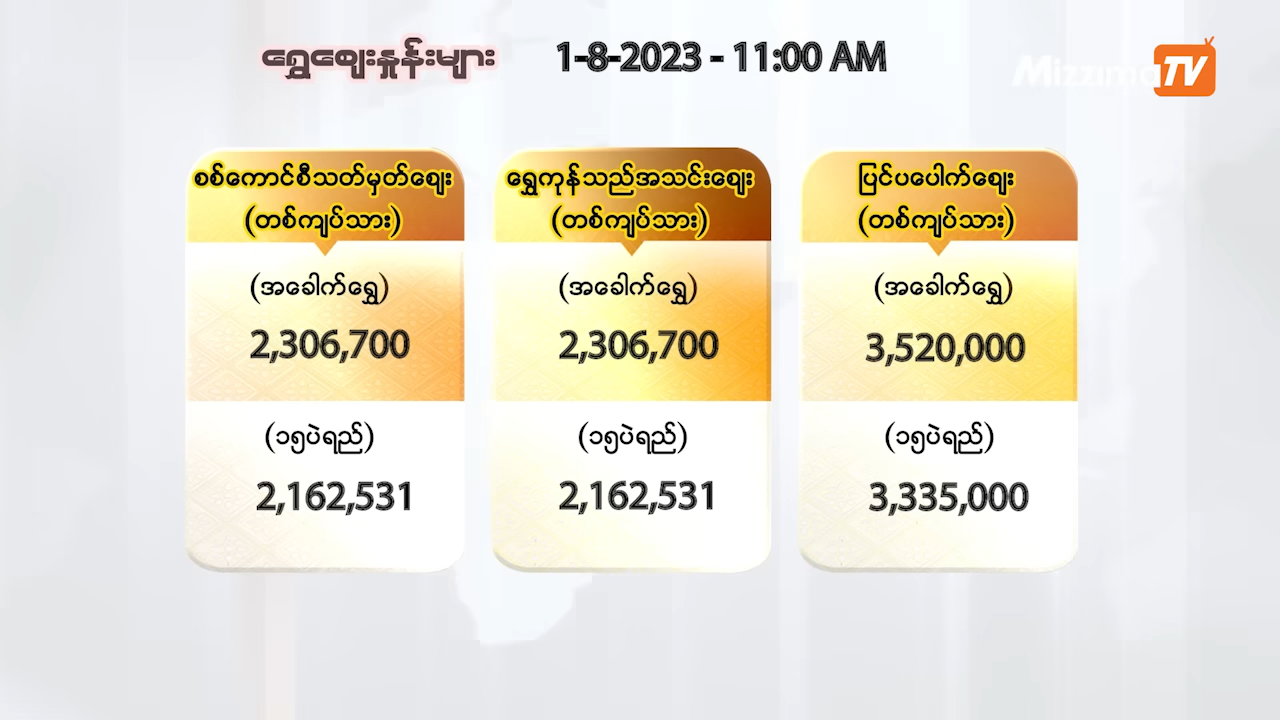 ရွှေဈေးနှုန်းများ 1-8-2023 - 11:00 AM
MizzimaTV
စစ်ကောင်စီသတ်မှတ်ဈေး
(တစ်ကျပ်သား)
(အခေါက်ရွှေ)
2,306,700
(၁၅ပဲရည်)
2,162,531
ရွှေကုန်သည်အသင်းဈေး
(တစ်ကျပ်သား)
(အခေါက်ရွှေ)
2,306,700
(၁၅ပဲရည်)
2,162,531
ပြင်ပပေါက်ဈေး
(တစ်ကျပ်သား)
(အခေါက်ရွှေ)
3,520,000
(၁၅ပဲရည်)
3,335,000